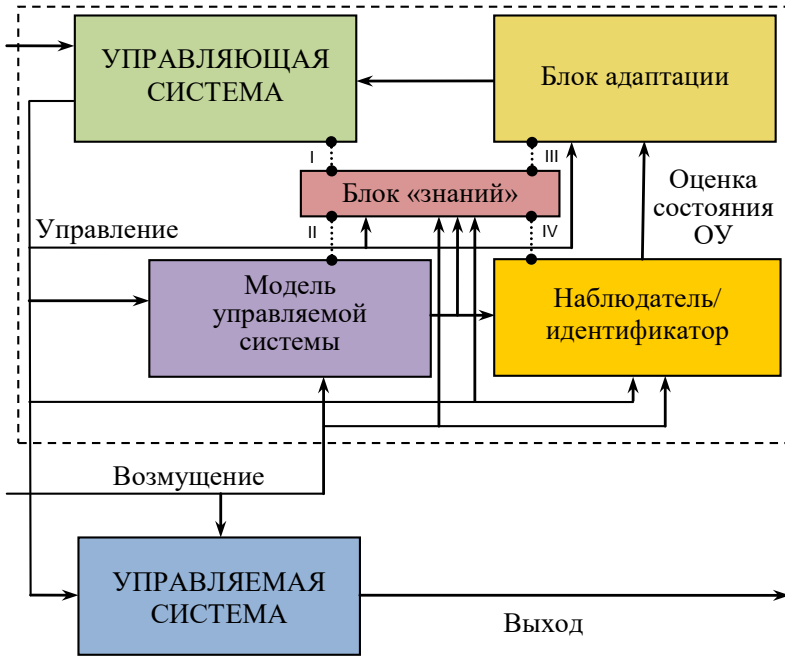 УПРАВЛЯЮЩАЯ
СИСТЕМА
Блок адаптации
I
III
Блок «знаний»
Оценка
состояния
ОУ
Управление
II
IV
Модель
управляемой
системы
Наблюдатель/
идентификатор
Возмущение
УПРАВЛЯЕМАЯ
СИСТЕМА
Выход